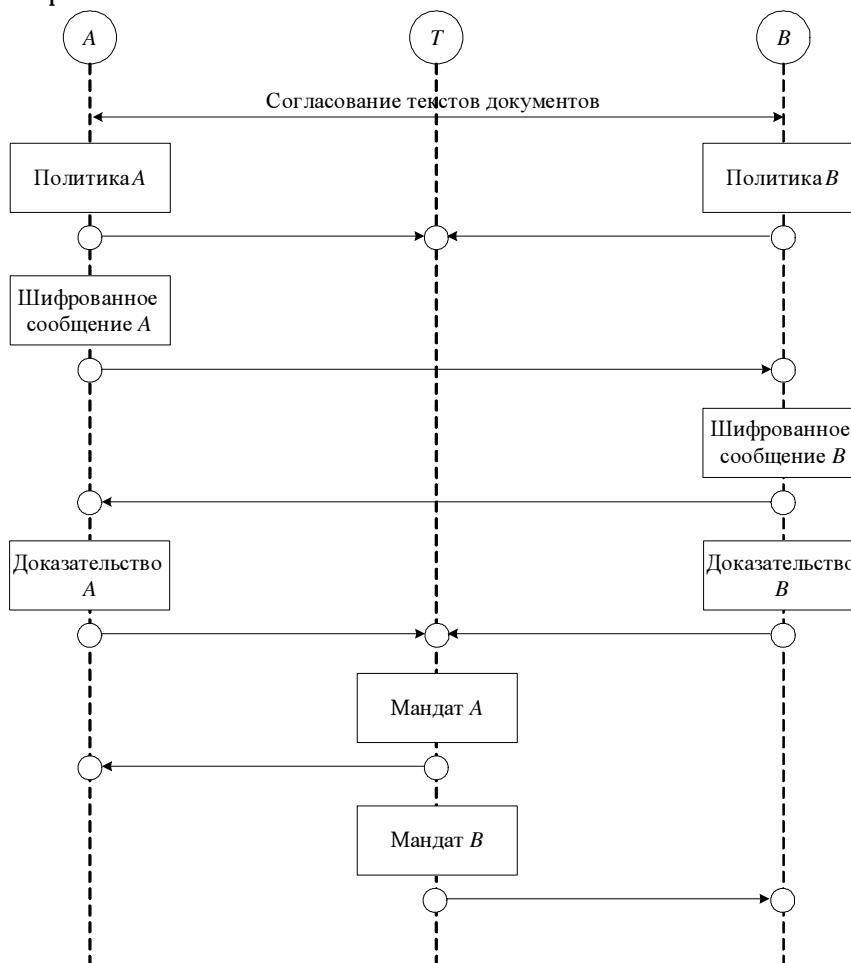 A T B
Согласование текстов документов
Политика A Политика B
Шифрованное
сообщение A
Шифрованное
сообщение B
Доказательство
A
Доказательство
B
Мандат A
Мандат B